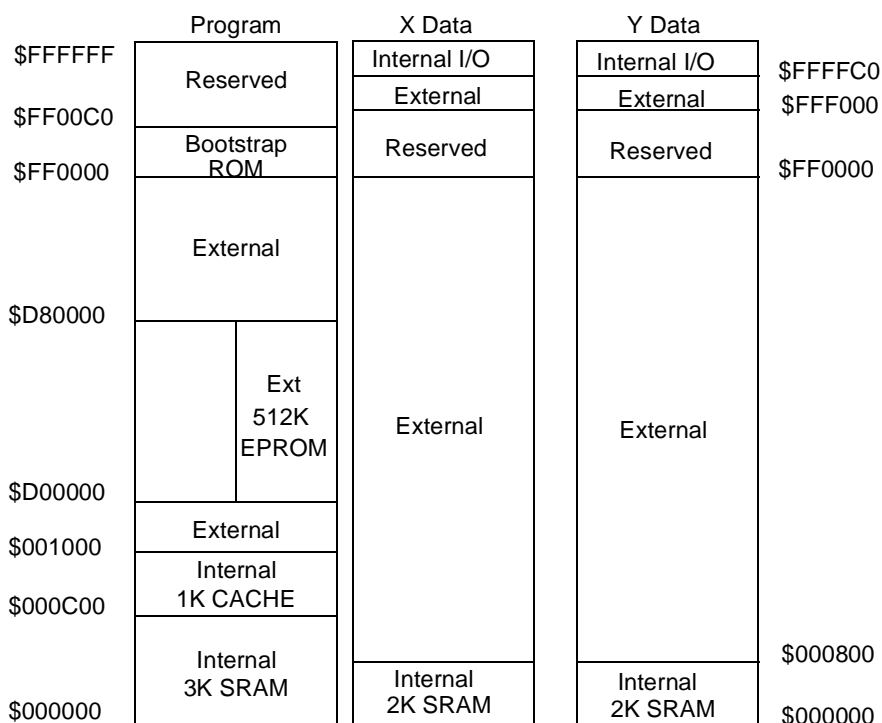 Program
X Data
Y Data
$FFFFFF
Reserved
$FF00C0
Bootstrap
ROM
$FF0000
External
$D80000
Ext
512K
EPROM
$D00000
External
$001000
Internal
1K CACHE
$000C00
Internal
3K SRAM
$000000
Internal I/O
External
Reserved
External
Internal
2K SRAM
Internal I/O
External
Reserved
External
Internal
2K SRAM
$FFFFC0
$FFF000
$FF0000
$000800
$000000